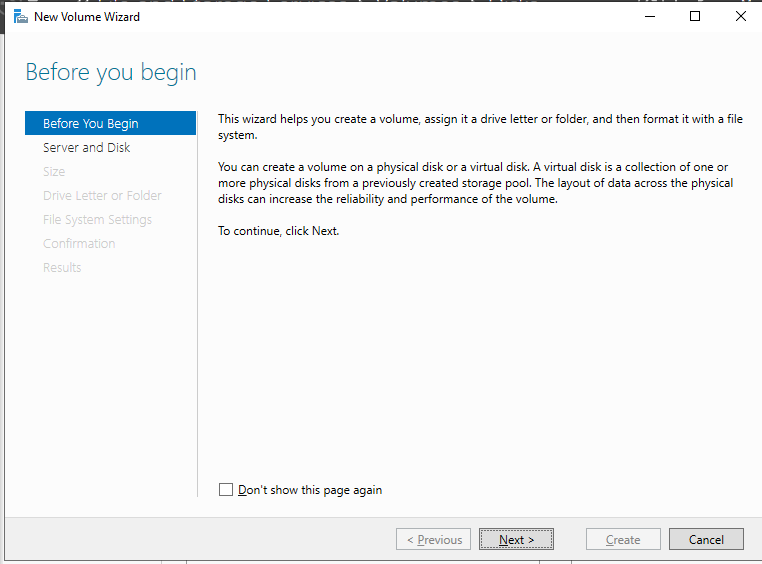 New Volume Wizard
Before you begin
Before You Begin
Server and Disk
Size
Drive Letter or Folder
File System Settings
Confirmation
Results
This wizard helps you create a volume, assign it a drive letter or folder, and then format it with a file
system.
You can create a volume on a physical disk or a virtual disk. A virtual disk is a collection of one or
more physical disks from a previously created storage pool. The layout of data across the physical
disks can increase the reliability and performance of the volume.
To continue, click Next.
Don't show this page again
< Previous
Next >
Create
Cancel